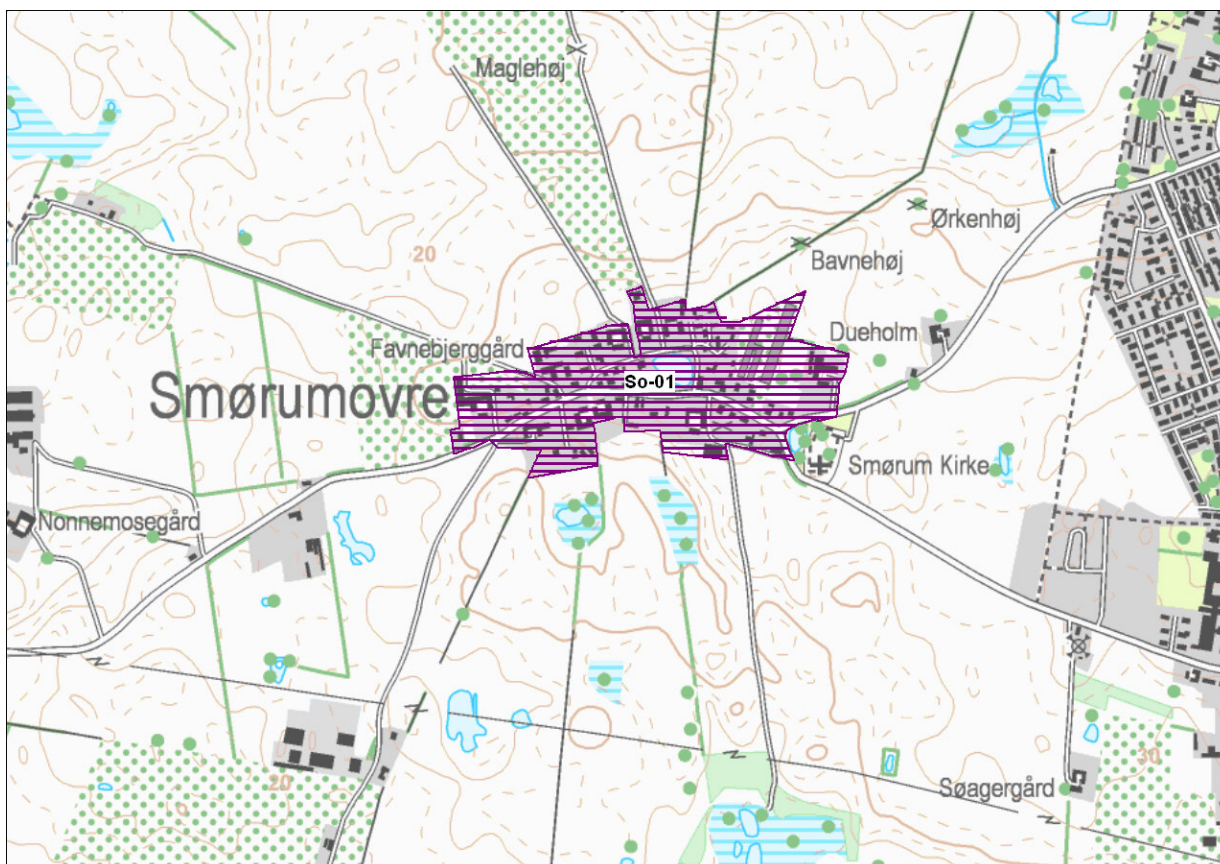 Maglehøj
Ørkenhøj
20
Bavnehøj
Dueholm
Favnebjerggård
So-01
Smørumovre
Smørum Kirke
Nonnemosegård
30
20
Søagergård